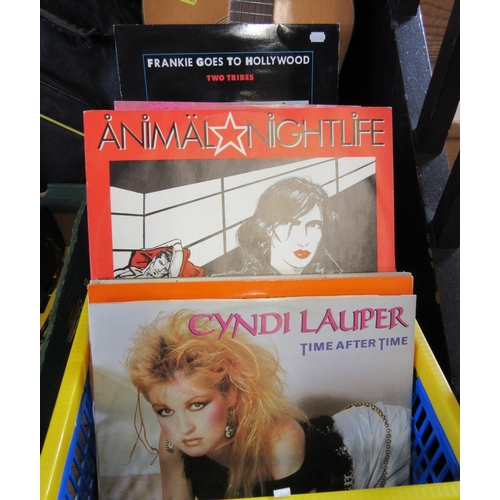 FRANKIE GOES TO HOLLYWOOD
TWO TRIBES
ÅNIMÄL☆NIGHTLIFE
CYNDI LAUPER
TIME AFTER TIME